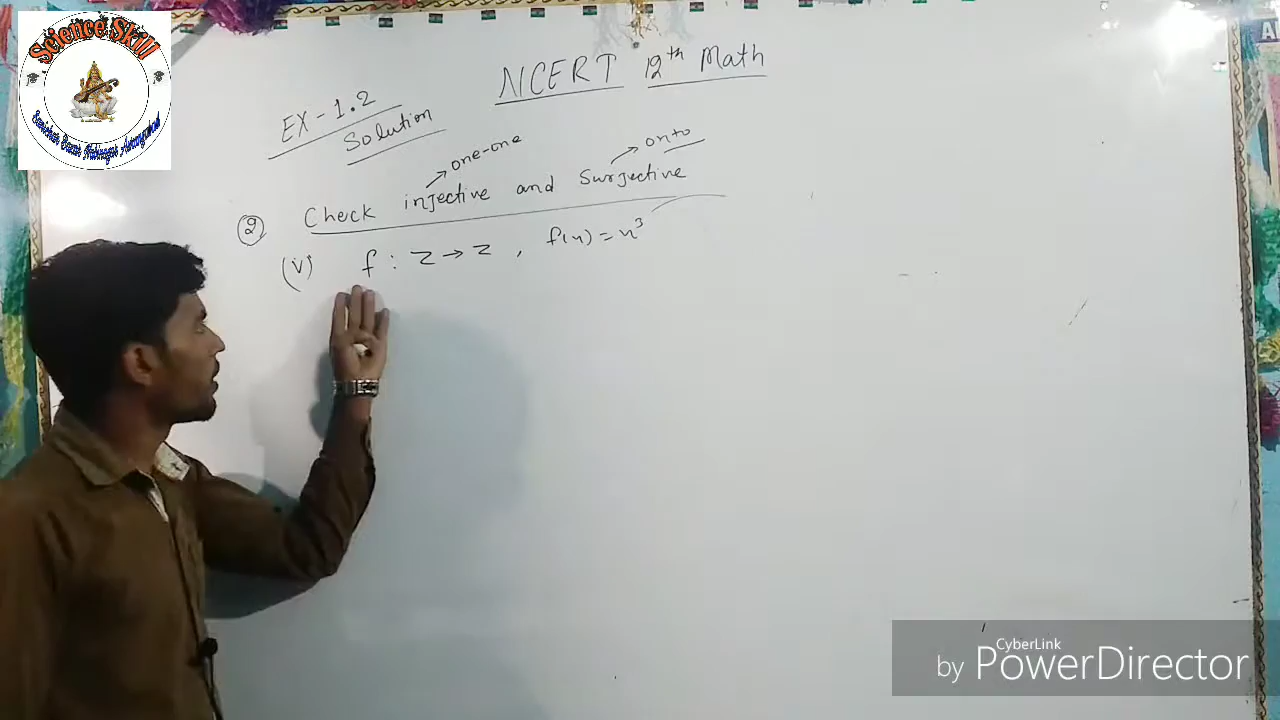 Science Skill
NCERT 12th Math
EX - 1.2
Solution
one-one
onto
② Check injective and Surjective
(V) f : Z → Z , f(x) = x³
CyberLink
by PowerDirector